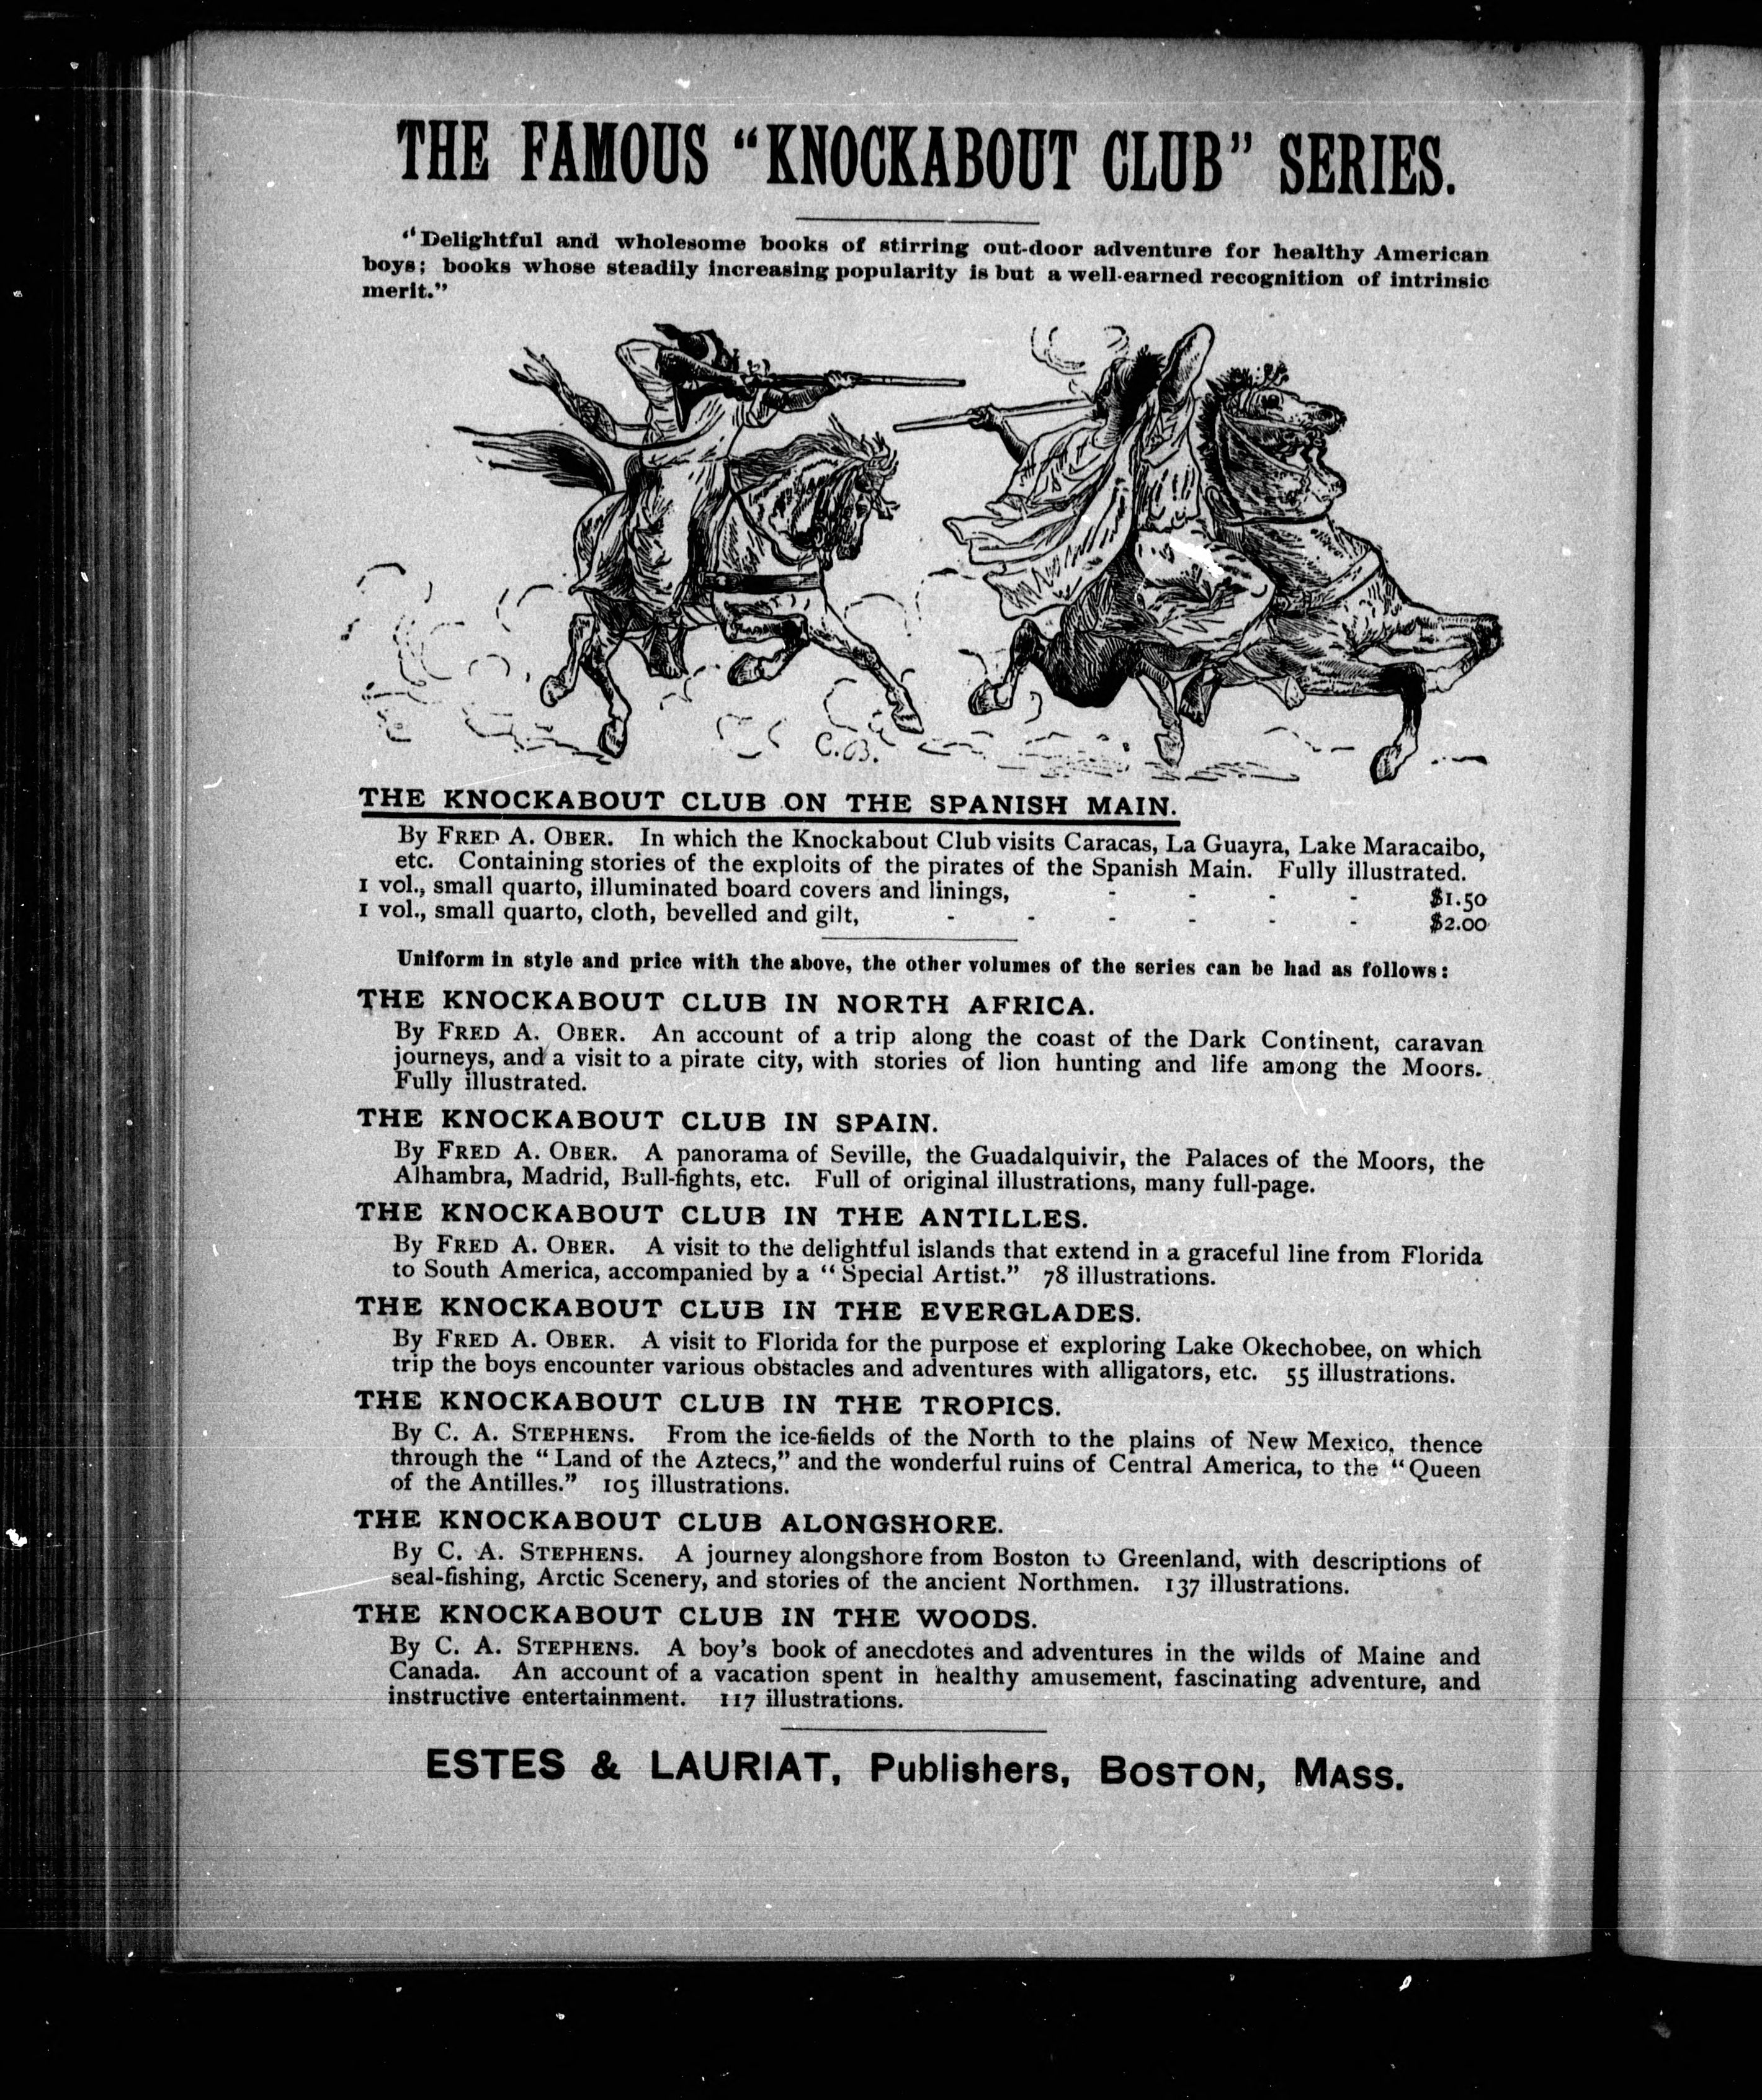 THE FAMOUS “KNOCKABOUT CLUB” SERIES.
“Delightful and wholesome books of stirring out-door adventure for healthy American
boys; books whose steadily increasing popularity is but a well-earned recognition of intrinsic
merit.”
C.B.
THE KNOCKABOUT CLUB ON THE SPANISH MAIN.
By FRED A. OBER. In which the Knockabout Club visits Caracas, La Guayra, Lake Maracaibo,
etc. Containing stories of the exploits of the pirates of the Spanish Main. Fully illustrated.
1 vol., small quarto, illuminated board covers and linings, - - - - $1.50
1 vol., small quarto, cloth, bevelled and gilt, - - - - - - $2.00
Uniform in style and price with the above, the other volumes of the series can be had as follows:
THE KNOCKABOUT CLUB IN NORTH AFRICA.
By FRED A. OBER. An account of a trip along the coast of the Dark Continent, caravan
journeys, and a visit to a pirate city, with stories of lion hunting and life among the Moors.
Fully illustrated.
THE KNOCKABOUT CLUB IN SPAIN.
By FRED A. OBER. A panorama of Seville, the Guadalquivir, the Palaces of the Moors, the
Alhambra, Madrid, Bull-fights, etc. Full of original illustrations, many full-page.
THE KNOCKABOUT CLUB IN THE ANTILLES.
By FRED A. OBER. A visit to the delightful islands that extend in a graceful line from Florida
to South America, accompanied by a “Special Artist.” 78 illustrations.
THE KNOCKABOUT CLUB IN THE EVERGLADES.
By FRED A. OBER. A visit to Florida for the purpose ef exploring Lake Okechobee, on which
trip the boys encounter various obstacles and adventures with alligators, etc. 55 illustrations.
THE KNOCKABOUT CLUB IN THE TROPICS.
By C. A. STEPHENS. From the ice-fields of the North to the plains of New Mexico, thence
through the “Land of the Aztecs,” and the wonderful ruins of Central America, to the “Queen
of the Antilles.” 105 illustrations.
THE KNOCKABOUT CLUB ALONGSHORE.
By C. A. STEPHENS. A journey alongshore from Boston to Greenland, with descriptions of
seal-fishing, Arctic Scenery, and stories of the ancient Northmen. 137 illustrations.
THE KNOCKABOUT CLUB IN THE WOODS.
By C. A. STEPHENS. A boy’s book of anecdotes and adventures in the wilds of Maine and
Canada. An account of a vacation spent in healthy amusement, fascinating adventure, and
instructive entertainment. 117 illustrations.
ESTES & LAURIAT, Publishers, BOSTON, MASS.